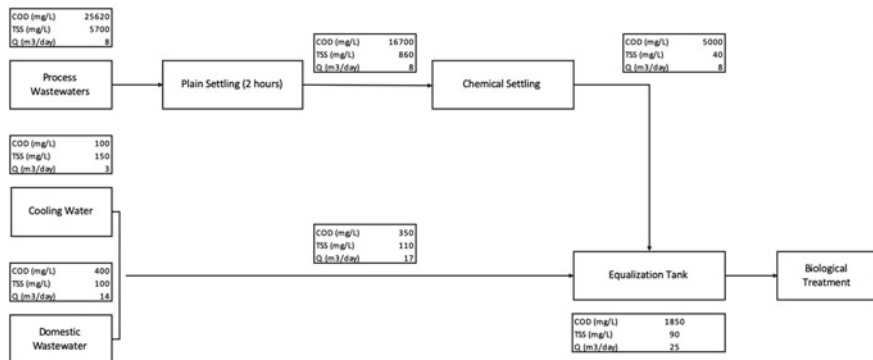 COD (mg/L) 25620
TSS (mg/L) 5700
Q (m3/day) 8
Process
Wastewaters
Plain Settling (2 hours)
COD (mg/L) 16700
TSS (mg/L) 860
Q (m3/day) 8
Chemical Settling
COD (mg/L) 5000
TSS (mg/L) 40
Q (m3/day) 8
COD (mg/L) 100
TSS (mg/L) 150
Q (m3/day) 3
Cooling Water
COD (mg/L) 350
TSS (mg/L) 110
Q (m3/day) 17
COD (mg/L) 400
TSS (mg/L) 100
Q (m3/day) 14
Domestic
Wastewater
Equalization Tank
Biological
Treatment
COD (mg/L) 1850
TSS (mg/L) 90
Q (m3/day) 25